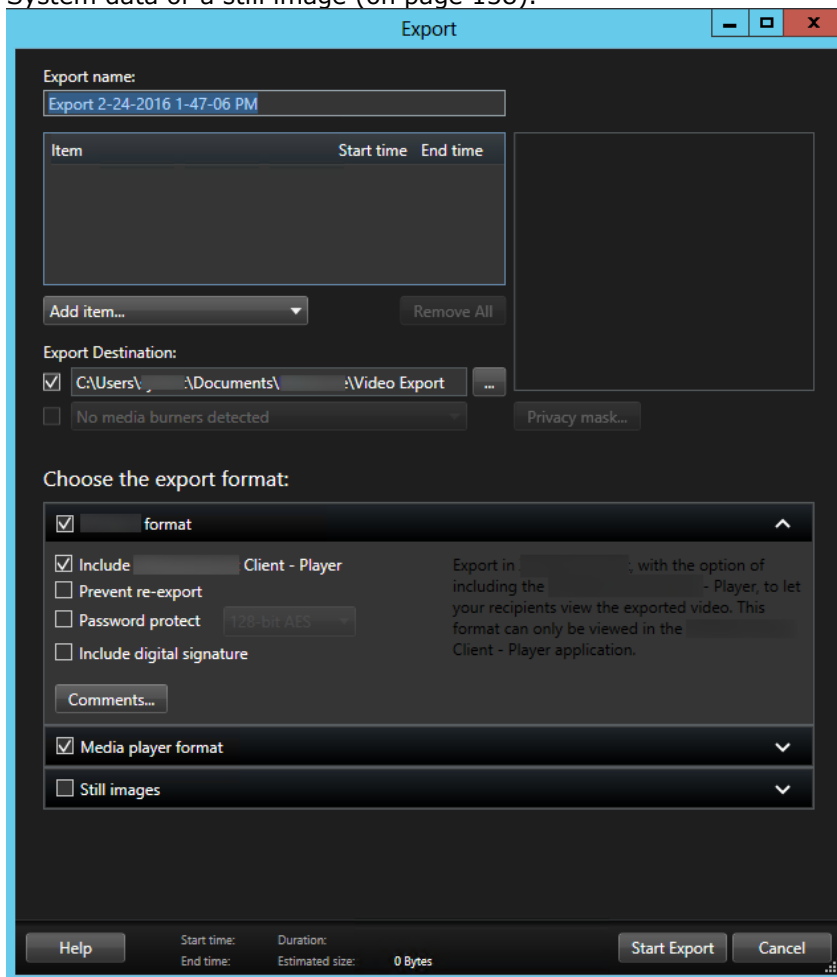 System data or a still image (on page 158).
Export
Export name:
Export 2-24-2016 1-47-06 PM
Item Start time End time
Add item... Remove All
Export Destination:
C:\Users\ :\Documents\ :\Video Export ...
No media burners detected Privacy mask...
Choose the export format:
format
Include Client - Player
Prevent re-export
Password protect 128-bit AES
Include digital signature
Export in , with the option of
including the - Player, to let
your recipients view the exported video. This
format can only be viewed in the
Client - Player application.
Comments...
Media player format
Still images
Help Start time: Duration: Start Export Cancel
End time: Estimated size: 0 Bytes